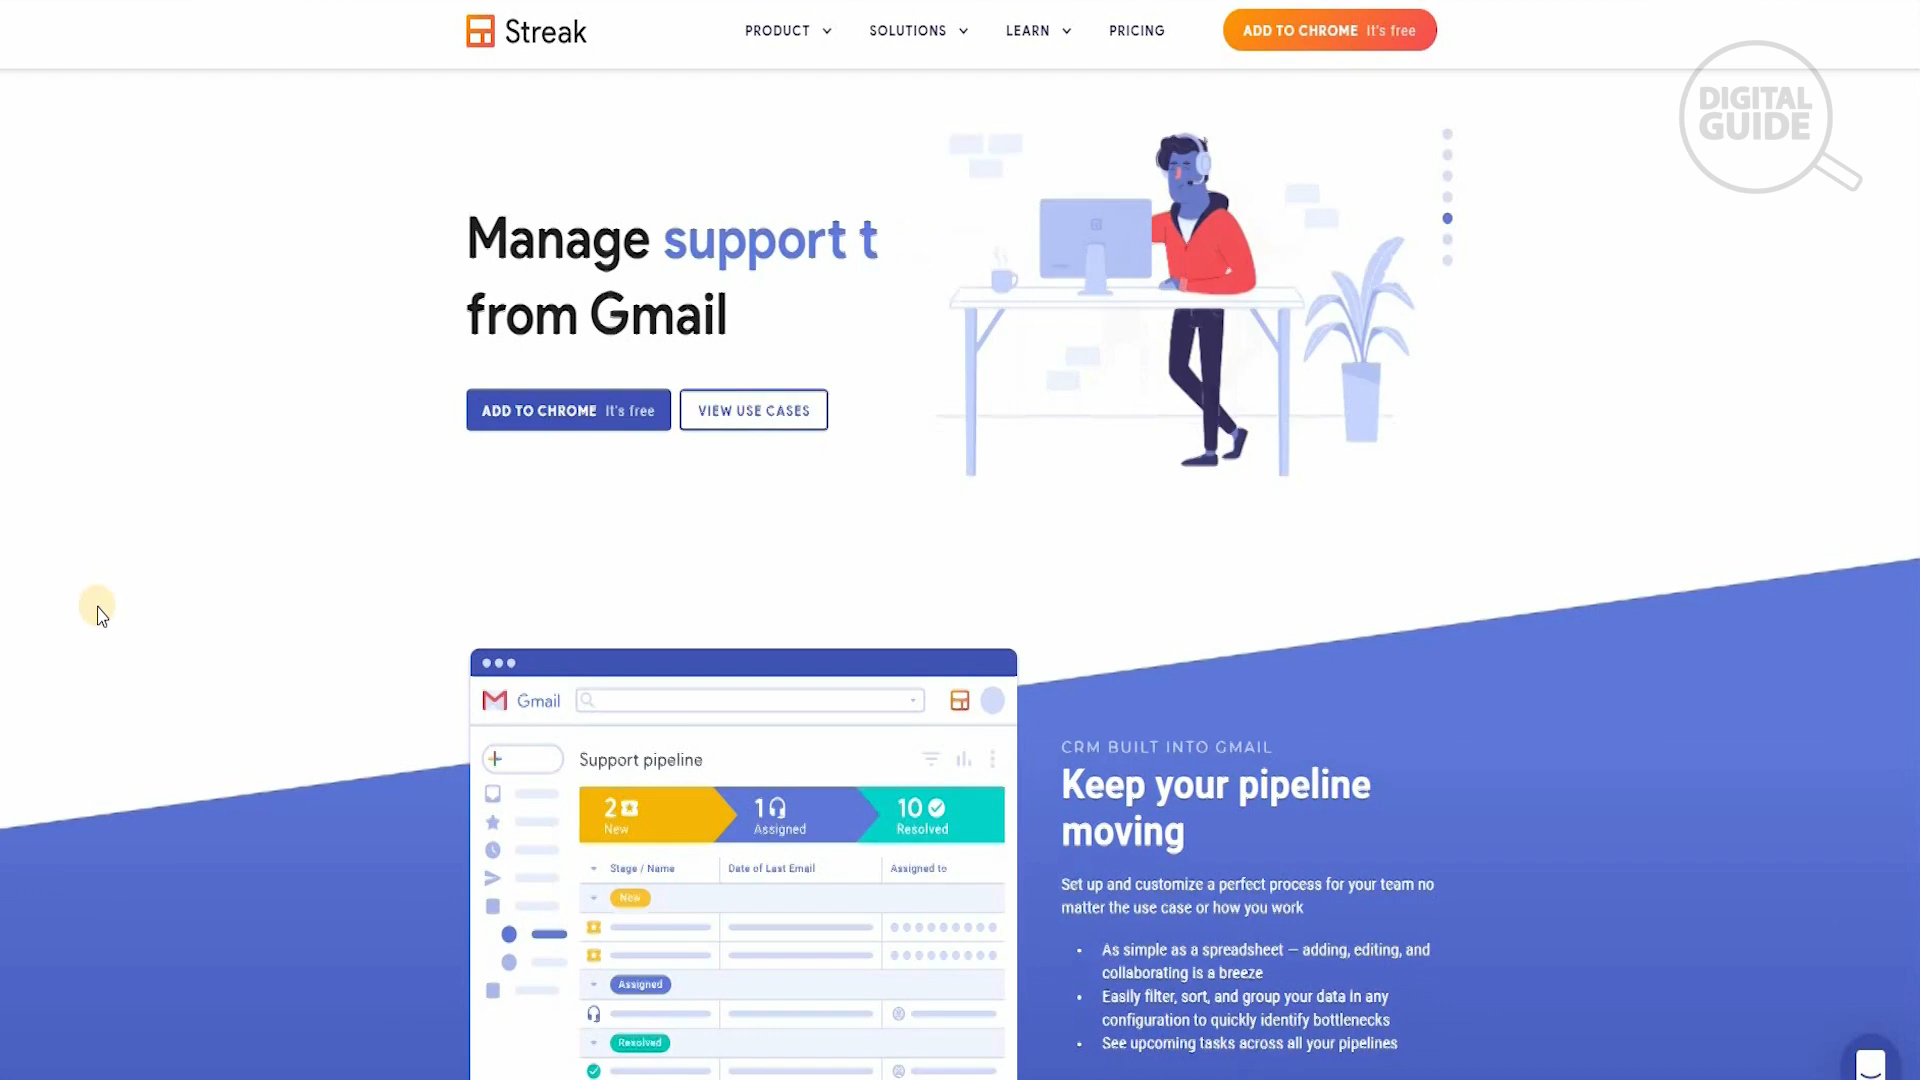 Streak
PRODUCT
SOLUTIONS
LEARN
PRICING
ADD TO CHROME It's free
DIGITAL
GUIDE
Manage support t
from Gmail
ADD TO CHROME It's free
VIEW USE CASES
Gmail
Support pipeline
2
New
1
Assigned
10
Resolved
Stage / Name
Date of Last Email
Assigned to
New
Assigned
Resolved
CRM BUILT INTO GMAIL
Keep your pipeline
moving
Set up and customize a perfect process for your team no
matter the use case or how you work
• As simple as a spreadsheet — adding, editing, and
collaborating is a breeze
• Easily filter, sort, and group your data in any
configuration to quickly identify bottlenecks
• See upcoming tasks across all your pipelines